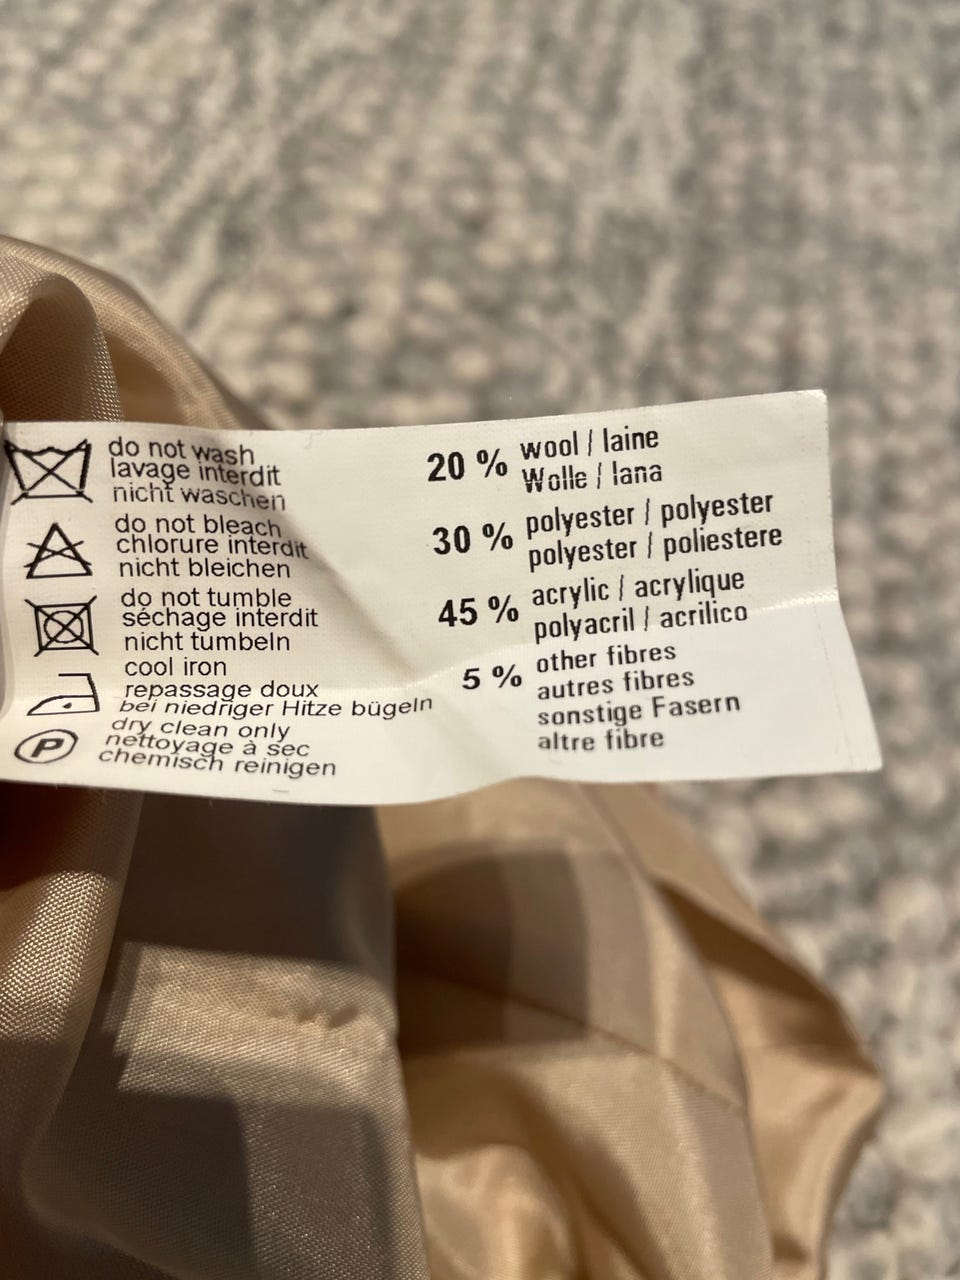 do not wash
lavage interdit
nicht waschen
do not bleach
chlorure interdit
nicht bleichen
do not tumble
séchage interdit
nicht tumbeln
cool iron
repassage doux
bei niedriger Hitze bügeln
P
dry clean only
nettoyage à sec
chemisch reinigen
20 % wool / laine
Wolle / lana
30 % polyester / polyester
polyester / poliestere
45 % acrylic / acrylique
polyacril / acrilico
5 % other fibres
autres fibres
sonstige Fasern
altre fibre